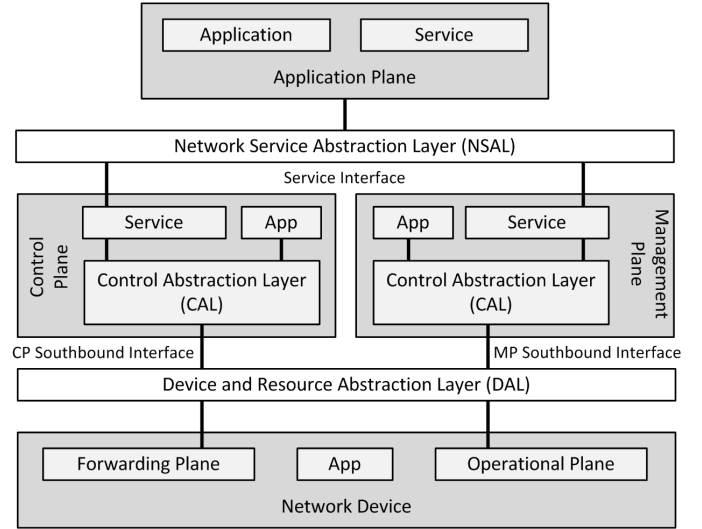 Application
Service
Application Plane
Network Service Abstraction Layer (NSAL)
Service Interface
Control
Plane
Service
App
Control Abstraction Layer
(CAL)
App
Service
Management
Plane
Control Abstraction Layer
(CAL)
CP Southbound Interface
MP Southbound Interface
Device and Resource Abstraction Layer (DAL)
Forwarding Plane
App
Operational Plane
Network Device